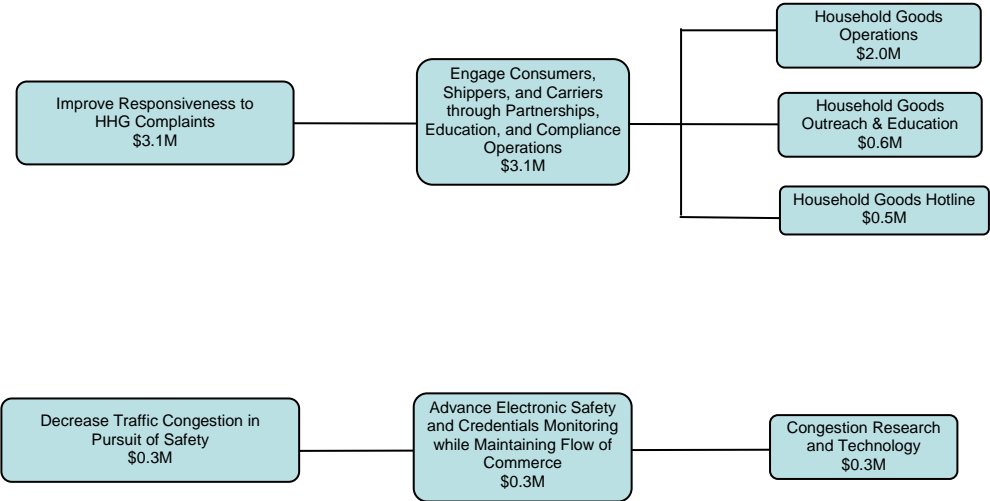 Improve Responsiveness to
HHG Complaints
$3.1M
Engage Consumers,
Shippers, and Carriers
through Partnerships,
Education, and Compliance
Operations
$3.1M
Household Goods
Operations
$2.0M
Household Goods
Outreach & Education
$0.6M
Household Goods Hotline
$0.5M
Decrease Traffic Congestion in
Pursuit of Safety
$0.3M
Advance Electronic Safety
and Credentials Monitoring
while Maintaining Flow of
Commerce
$0.3M
Congestion Research
and Technology
$0.3M